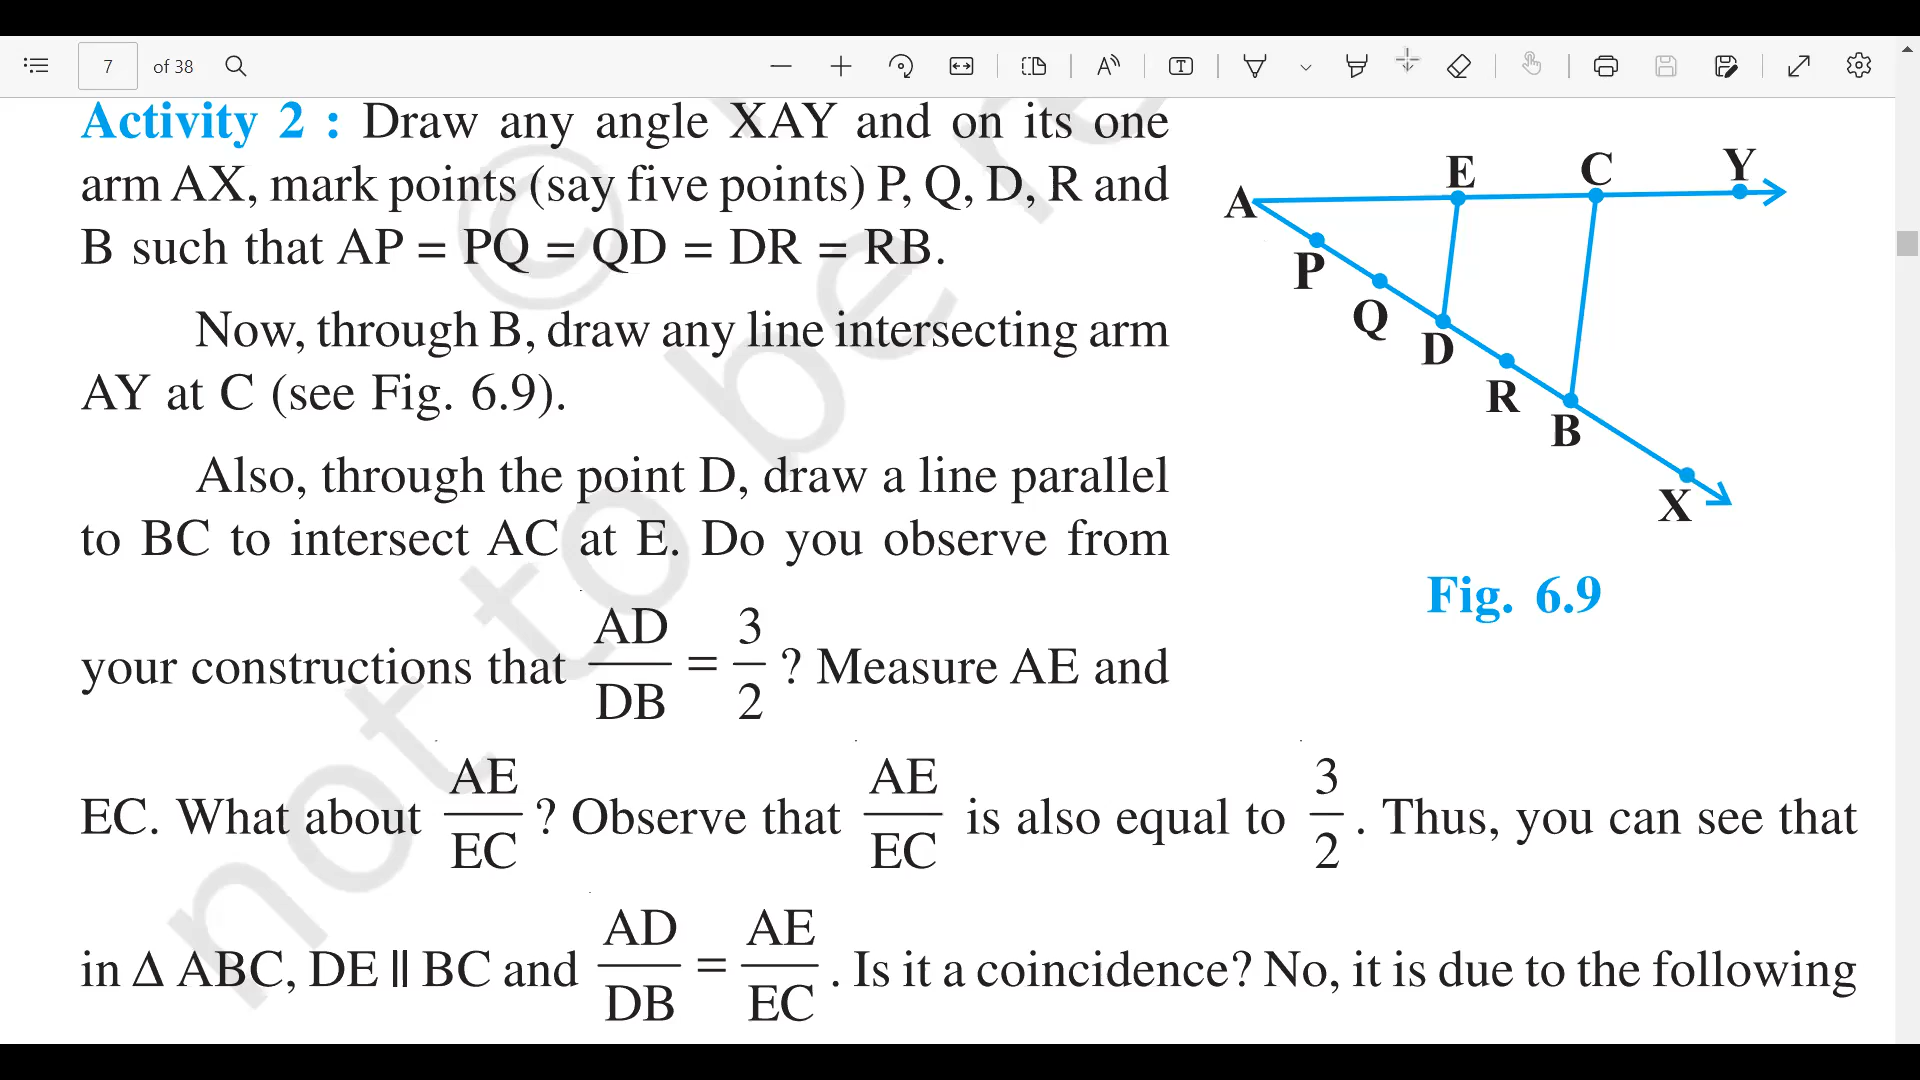 7 of 38
Activity 2 : Draw any angle XAY and on its one
arm AX, mark points (say five points) P, Q, D, R and
B such that AP = PQ = QD = DR = RB.
Now, through B, draw any line intersecting arm
AY at C (see Fig. 6.9).
Also, through the point D, draw a line parallel
to BC to intersect AC at E. Do you observe from
your constructions that AD/DB = 3/2 ? Measure AE and
A E C Y
P
Q
D
R
B
X
Fig. 6.9
EC. What about AE/EC ? Observe that AE/EC is also equal to 3/2 . Thus, you can see that
in Δ ABC, DE || BC and AD/DB = AE/EC . Is it a coincidence? No, it is due to the following
© not to be re